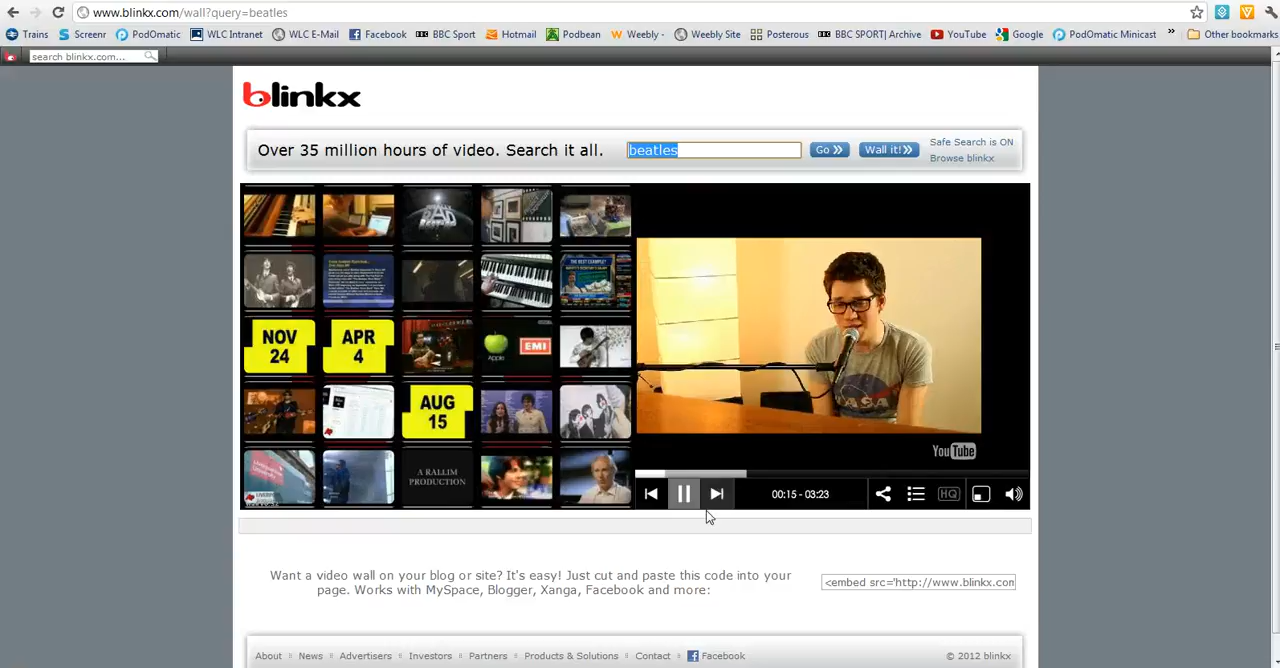 www.blinkx.com/wall?query=beatles
Trains Screenr PodOmatic WLC Intranet WLC E-Mail Facebook BBC Sport Hotmail Podbean Weebly - Weebly Site Posterous BBC SPORT| Archive YouTube Google PodOmatic Minicast » Other bookmarks
search blinkx.com...
blinkx
Over 35 million hours of video. Search it all. beatles Go Wall it! Safe Search is ON
Browse blinkx
NOV
24
APR
4
Apple
EMI
AUG
15
A RALLIM
PRODUCTION
NASA
YouTube
00:15 - 03:23
HQ
Want a video wall on your blog or site? It's easy! Just cut and paste this code into your
page. Works with MySpace, Blogger, Xanga, Facebook and more:
<embed src='http://www.blinkx.com
About News Advertisers Investors Partners Products & Solutions Contact Facebook © 2012 blinkx